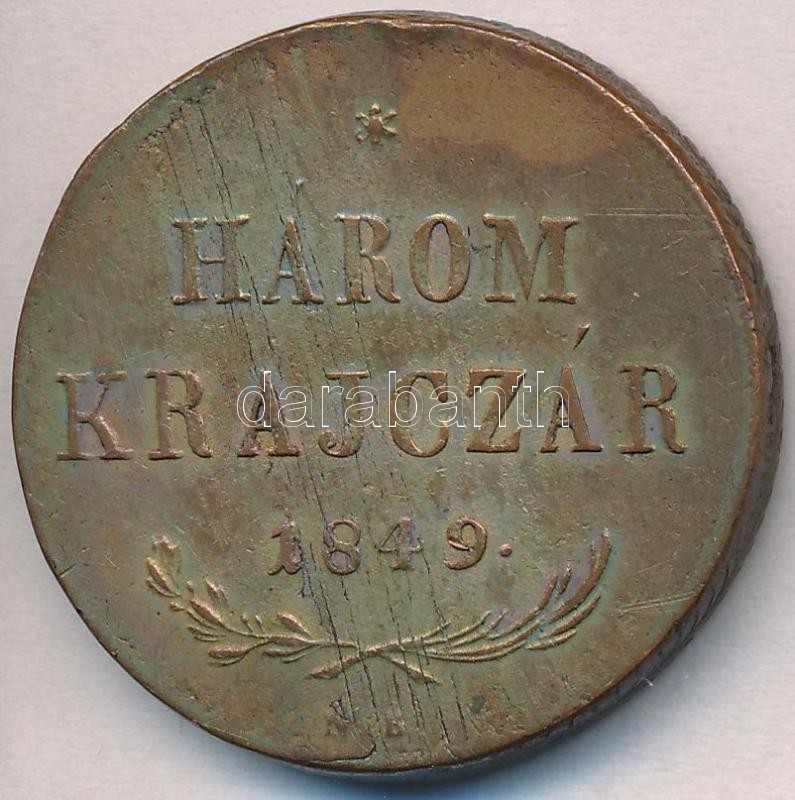 *
HÁROM
KRAJCZÁR
darabanth
1849.
N B